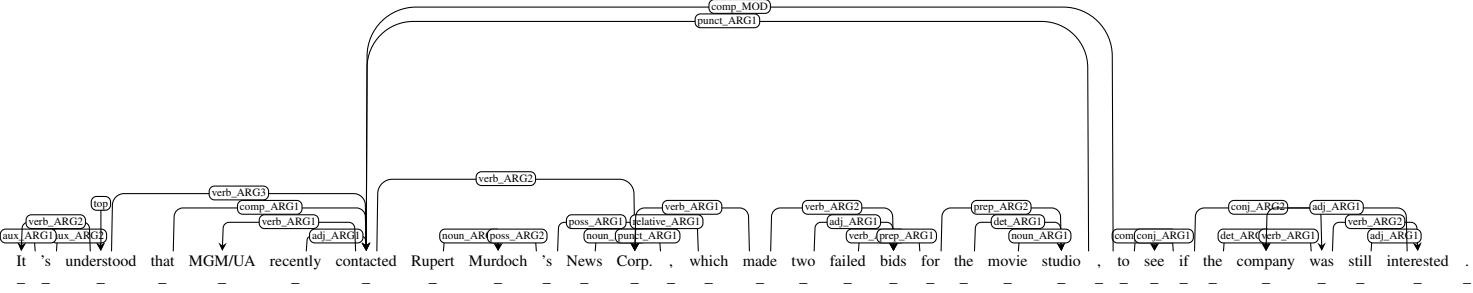 comp_MOD
punct_ARG1
verb_ARG2
verb_ARG3
top
comp_ARG1 verb_ARG1 verb_ARG2 prep_ARG2 conj_ARG2 adj_ARG1
verb_ARG2 verb_ARG1 poss_ARG1 relative_ARG1 adj_ARG1 det_ARG1 verb_ARG2
aux_ARG1 aux_ARG2 adj_ARG1 poss_ARG2 punct_ARG1 prep_ARG1 noun_ARG1 conj_ARG1 verb_ARG1 adj_ARG1
It 's understood that MGM/UA recently contacted Rupert Murdoch 's News Corp. , which made two failed bids for the movie studio , to see if the company was still interested .
_ _ _ _ _ _ _ _ _ _ _ _ _ _ _ _ _ _ _ _ _ _ _ _ _ _ _ _ _ _ _ _ _